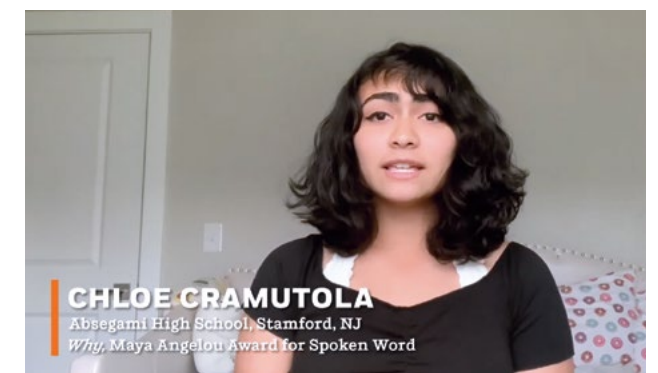 CHLOE CRAMUTOLA
Absegami High School, Stamford, NJ
Why, Maya Angelou Award for Spoken Word